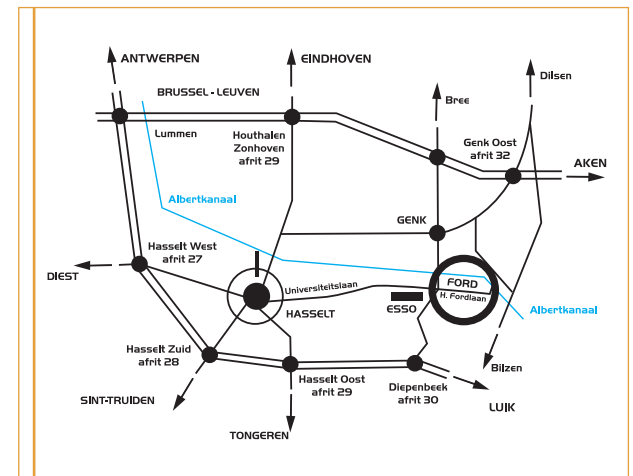 ANTWERPEN
EINDHOVEN
Dilsen
BRUSSEL - LEUVEN
Bree
Lummen
Houthalen
Zonhoven
afrit 29
Genk Oost
afrit 32
AKEN
Albertkanaal
GENK
Hasselt West
afrit 27
DIEST
Universiteitslaan
FORD
H. Fordlaan
HASSELT
ESSO
Albertkanaal
Hasselt Zuid
afrit 28
Hasselt Oost
afrit 29
Diepenbeek
afrit 30
Bilzen
SINT-TRUIDEN
LUIK
TONGEREN